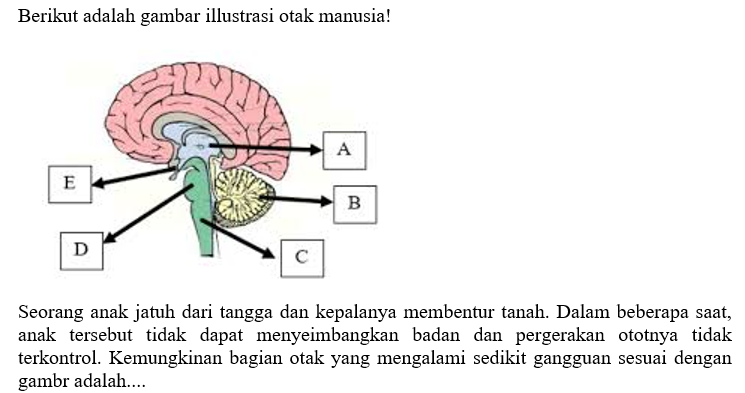 Berikut adalah gambar illustrasi otak manusia!
A
E
B
D
C
Seorang anak jatuh dari tangga dan kepalanya membentur tanah. Dalam beberapa saat,
anak tersebut tidak dapat menyeimbangkan badan dan pergerakan ototnya tidak
terkontrol. Kemungkinan bagian otak yang mengalami sedikit gangguan sesuai dengan
gambr adalah....